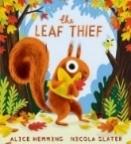 the
LEAF THIEF
ALICE HEMMING NICOLA SLATER